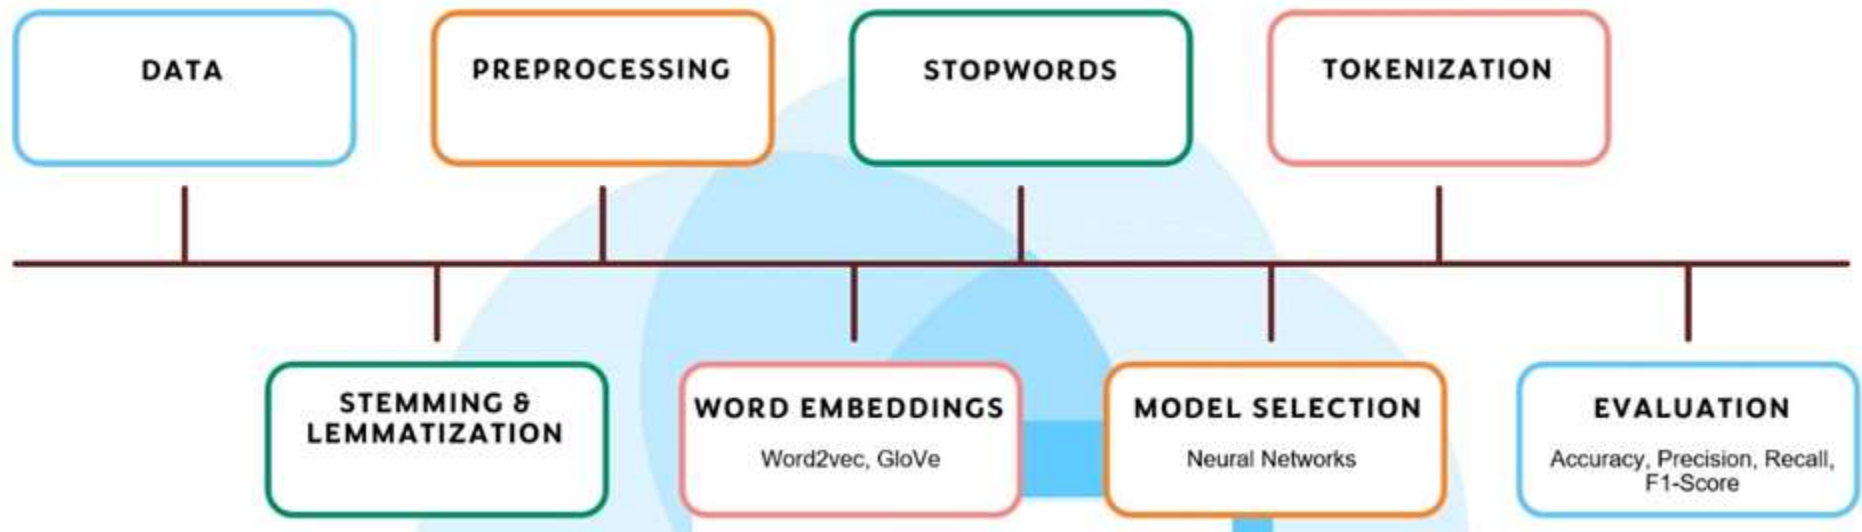 DATA
PREPROCESSING
STOPWORDS
TOKENIZATION
STEMMING &
LEMMATIZATION
WORD EMBEDDINGS
Word2vec, GloVe
MODEL SELECTION
Neural Networks
EVALUATION
Accuracy, Precision, Recall,
F1-Score